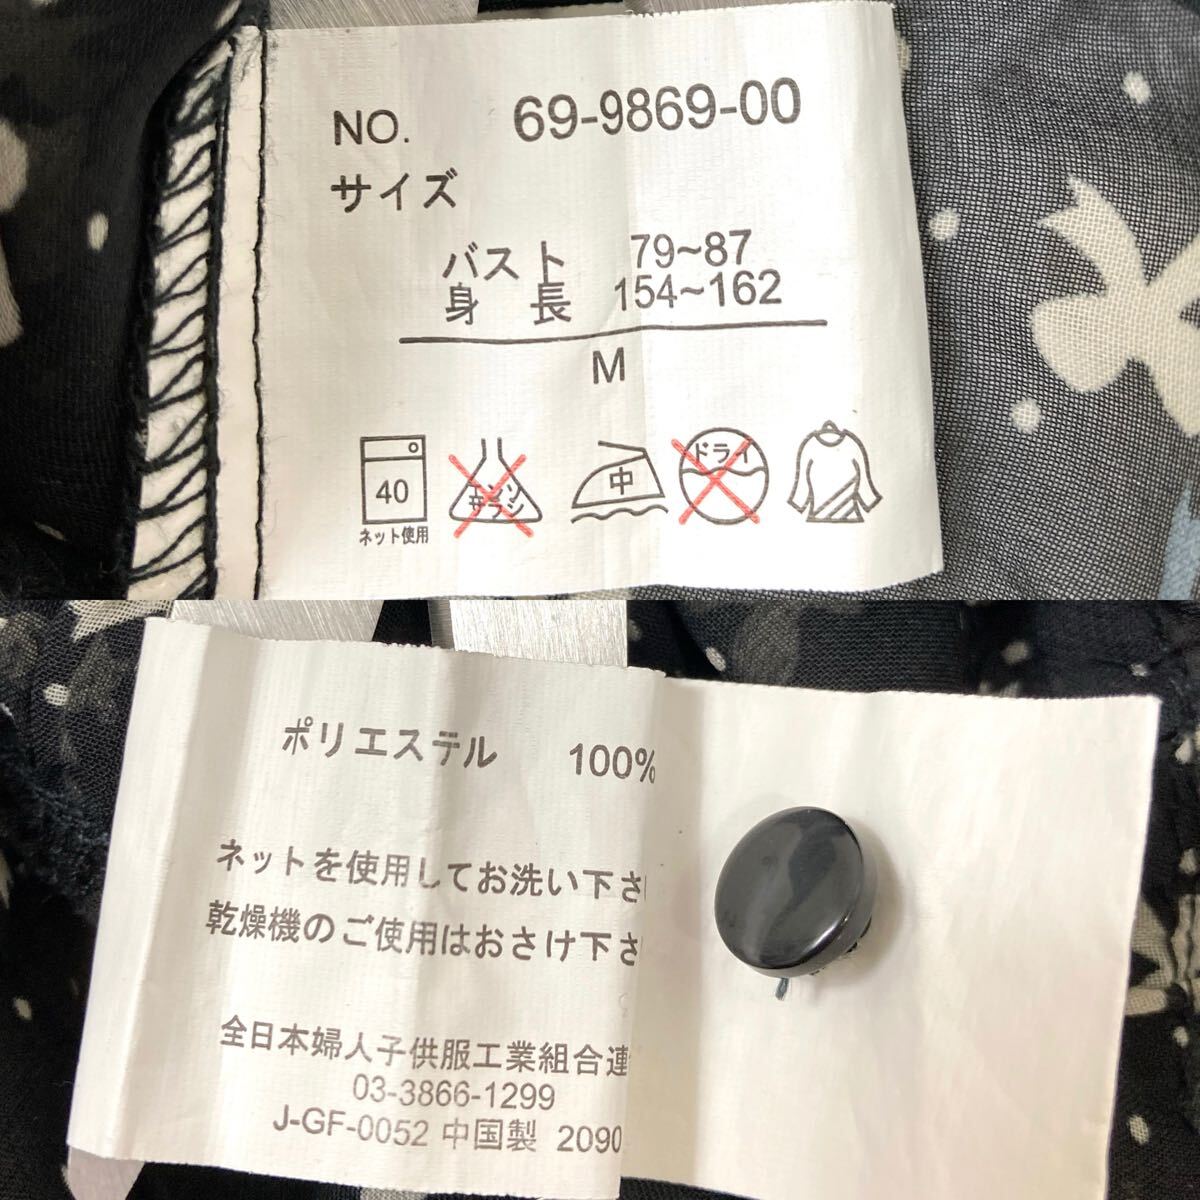 NO. 69-9869-00
サイズ
バスト 79~87
身 長 154~162
M
40
ネット使用
エンソ
サラシ
中
ドライ
ポリエステル 100%
ネットを使用してお洗い下さ
乾燥機のご使用はおさけ下さ
全日本婦人子供服工業組合連
03-3866-1299
J-GF-0052 中国製 2090